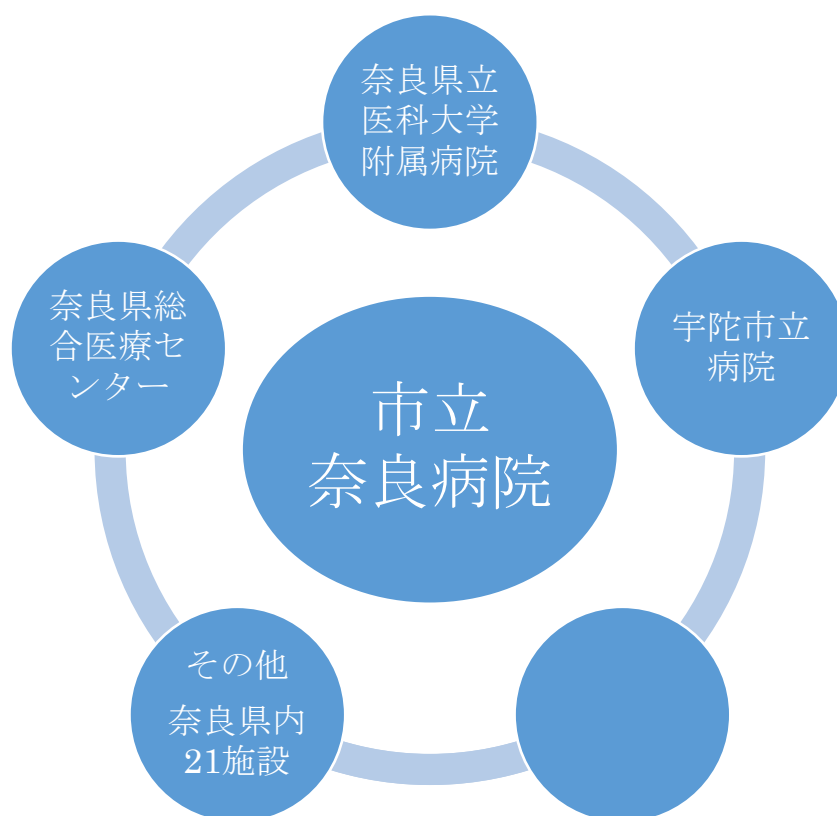 奈良県立
医科大学
附属病院
奈良県総
合医療セ
ンター
宇陀市立
病院
市立
奈良病院
その他
奈良県内
21施設